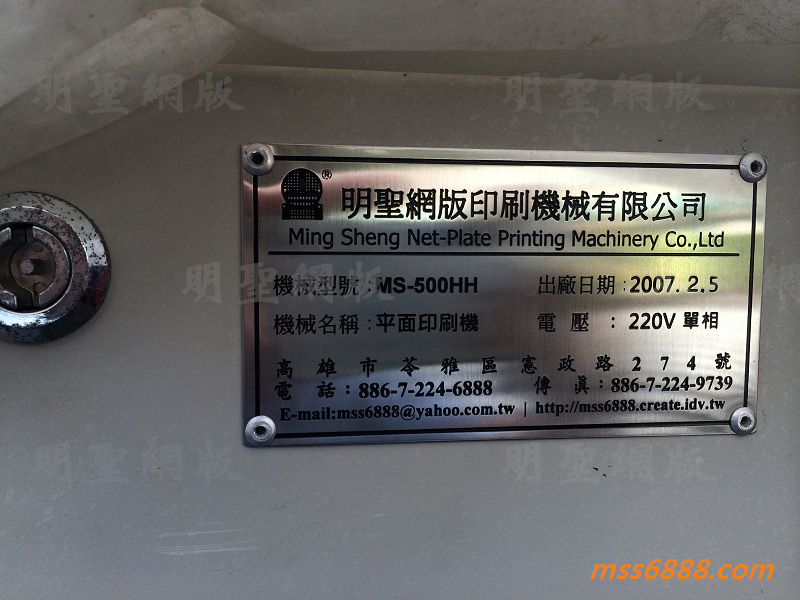 明聖網版
明聖網版
®
明聖網版印刷機械有限公司
Ming Sheng Net-Plate Printing Machinery Co.,Ltd
明聖網版
機械型號:MS-500HH 出廠日期:2007.2.5
機械名稱:平面印刷機 電壓:220V 單相
高雄市苓雅區憲政路274號
電話:886-7-224-6888 傳真:886-7-224-9739
E-mail:mss6888@yahoo.com.tw | http://mss6888.create.idv.tw
明聖網版
明聖網版
mss6888.com